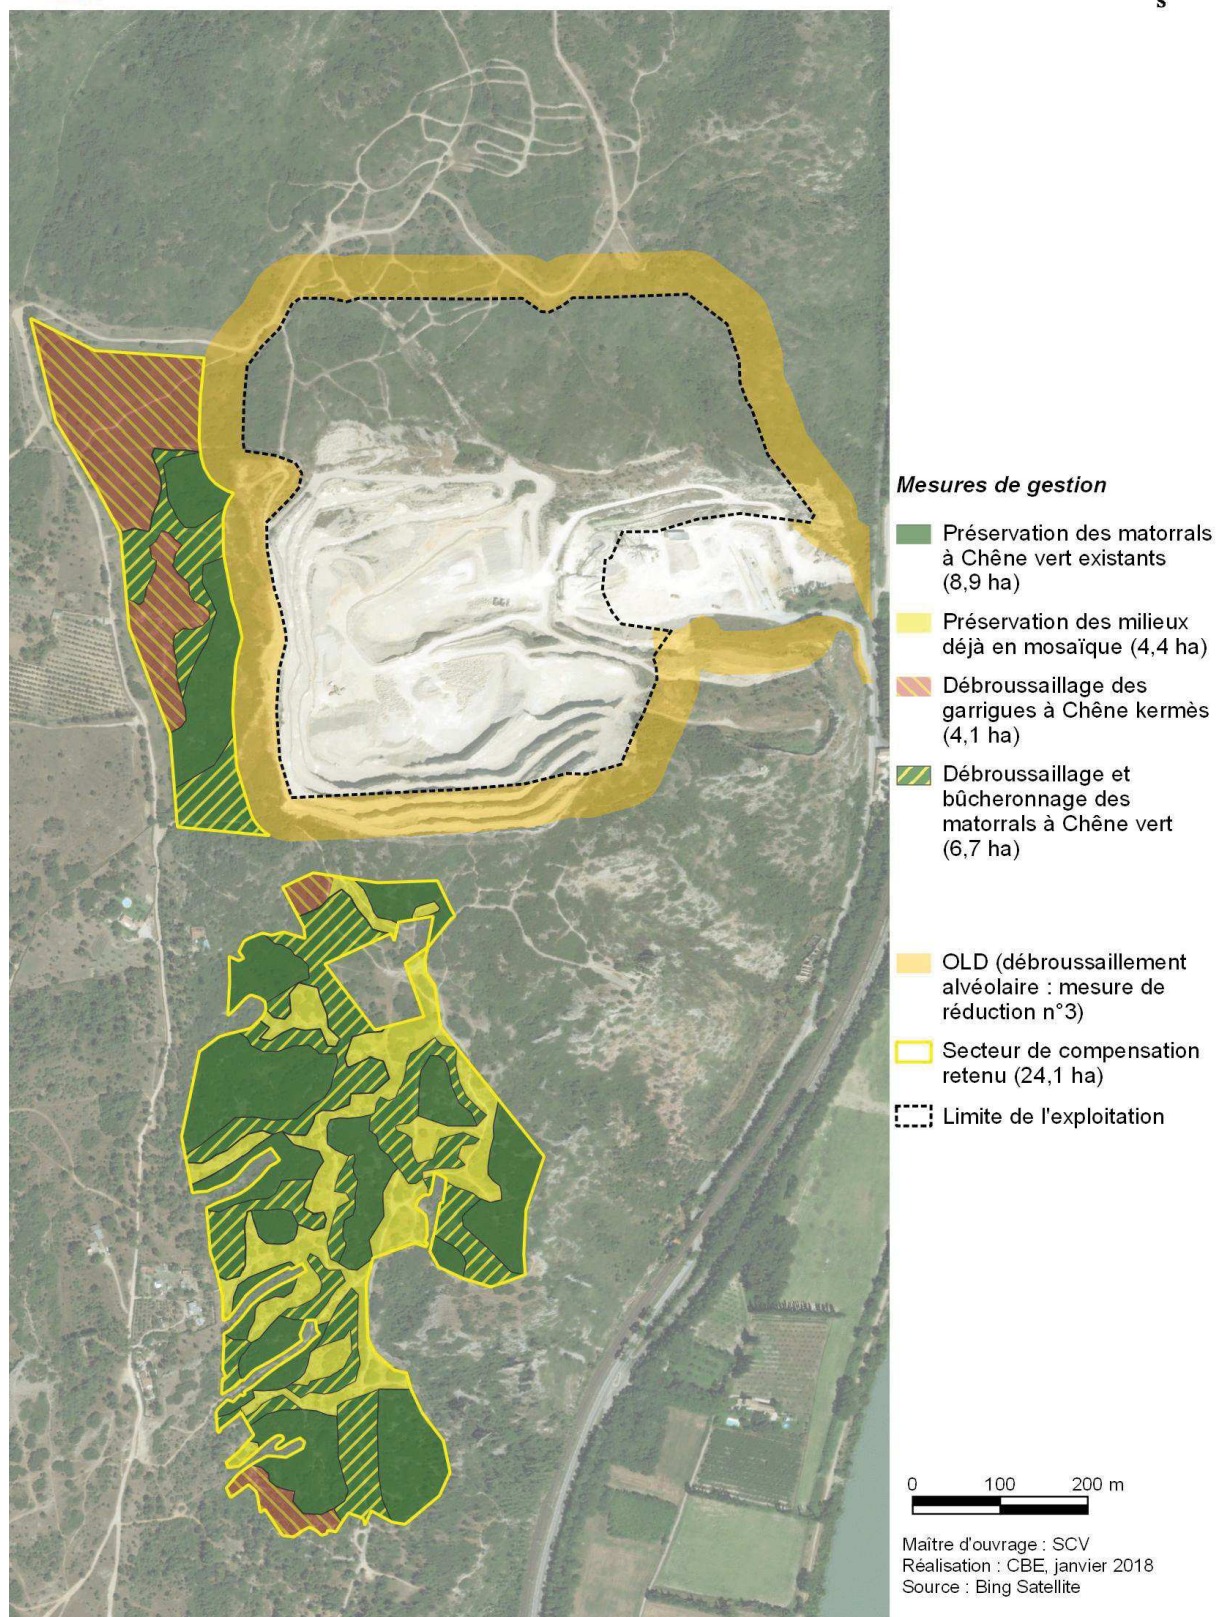 s
Mesures de gestion
Préservation des matorrals
à Chêne vert existants
(8,9 ha)
Préservation des milieux
déjà en mosaïque (4,4 ha)
Débroussaillage des
garrigues à Chêne kermès
(4,1 ha)
Débroussaillage et
bûcheronnage des
matorrals à Chêne vert
(6,7 ha)
OLD (débroussaillement
alvéolaire : mesure de
réduction n°3)
Secteur de compensation
retenu (24,1 ha)
Limite de l'exploitation
0 100 200 m
Maître d'ouvrage : SCV
Réalisation : CBE, janvier 2018
Source : Bing Satellite